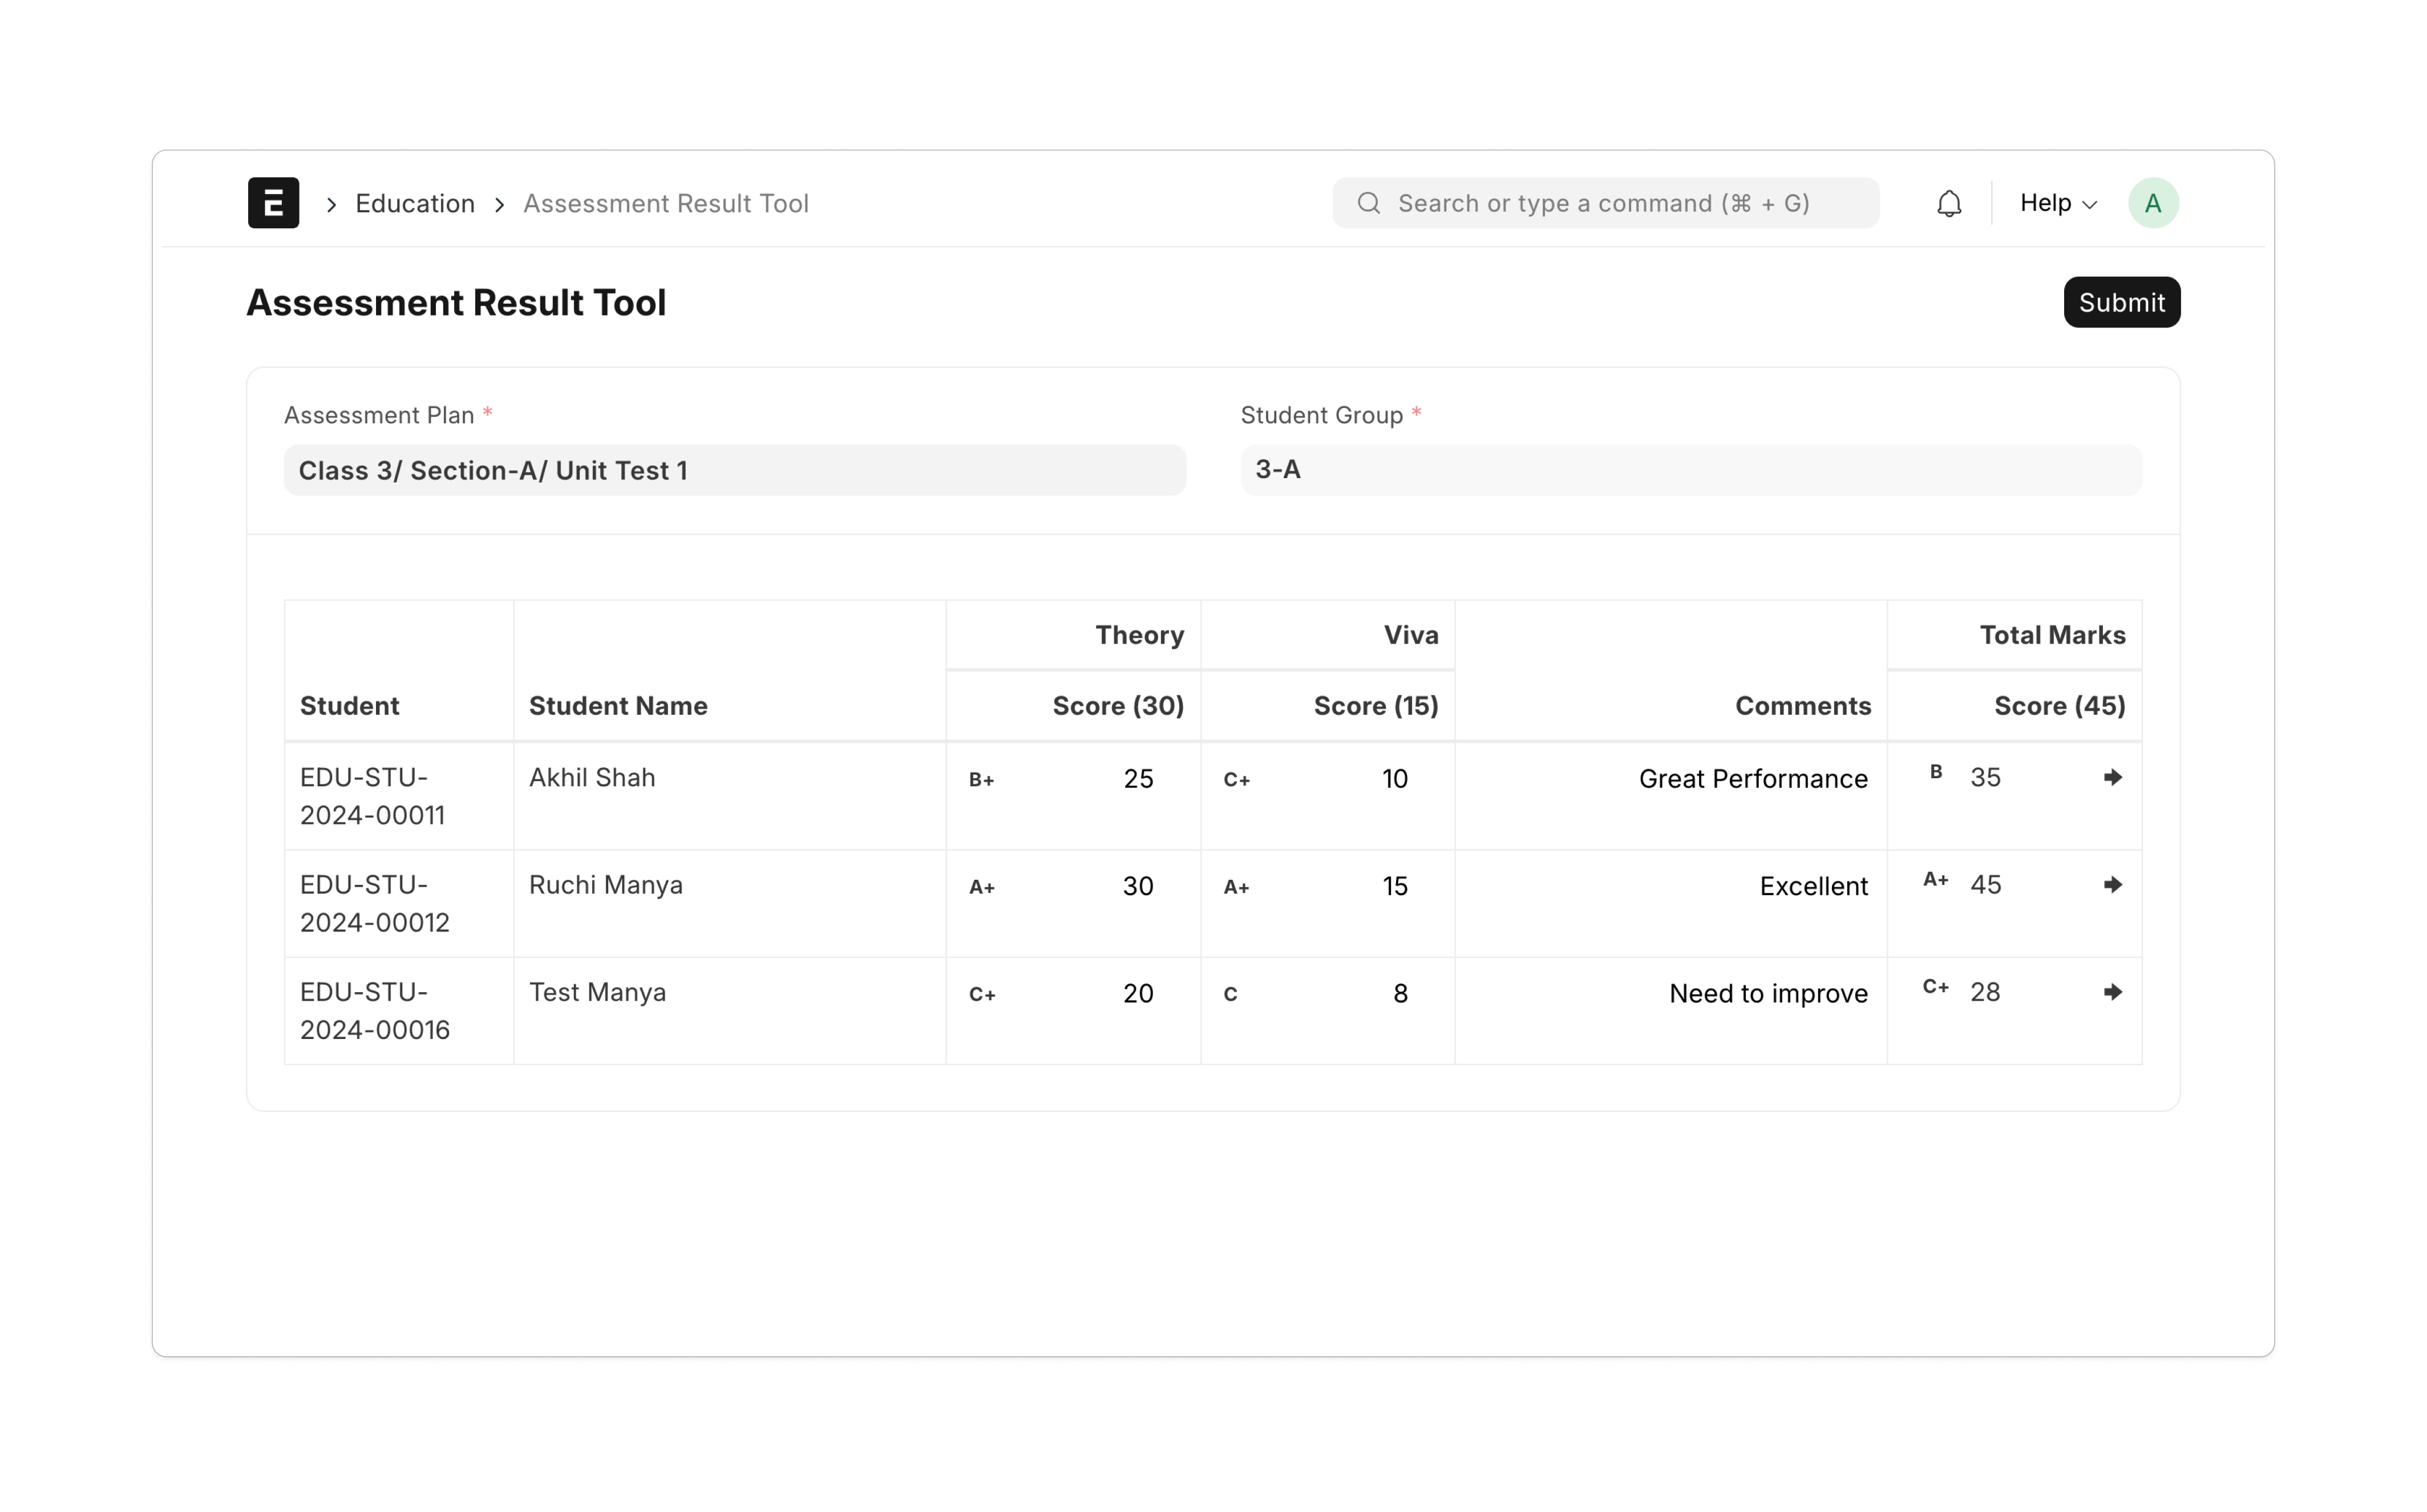 E
Education
Assessment Result Tool
Search or type a command (⌘ + G)
Help
A
Assessment Result Tool
Submit
Assessment Plan *
Student Group *
Class 3/ Section-A/ Unit Test 1
3-A
Theory
Viva
Total Marks
Student
Student Name
Score (30)
Score (15)
Comments
Score (45)
EDU-STU-
2024-00011
Akhil Shah
B+ 25
C+ 10
Great Performance
B 35
EDU-STU-
2024-00012
Ruchi Manya
A+ 30
A+ 15
Excellent
A+ 45
EDU-STU-
2024-00016
Test Manya
C+ 20
C 8
Need to improve
C+ 28